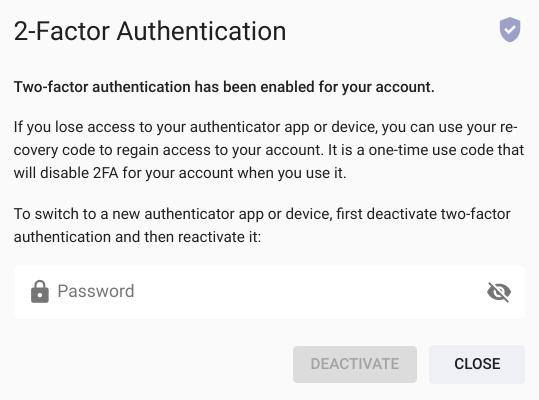 2-Factor Authentication
Two-factor authentication has been enabled for your account.
If you lose access to your authenticator app or device, you can use your re-
covery code to regain access to your account. It is a one-time use code that
will disable 2FA for your account when you use it.
To switch to a new authenticator app or device, first deactivate two-factor
authentication and then reactivate it:
Password
DEACTIVATE
CLOSE